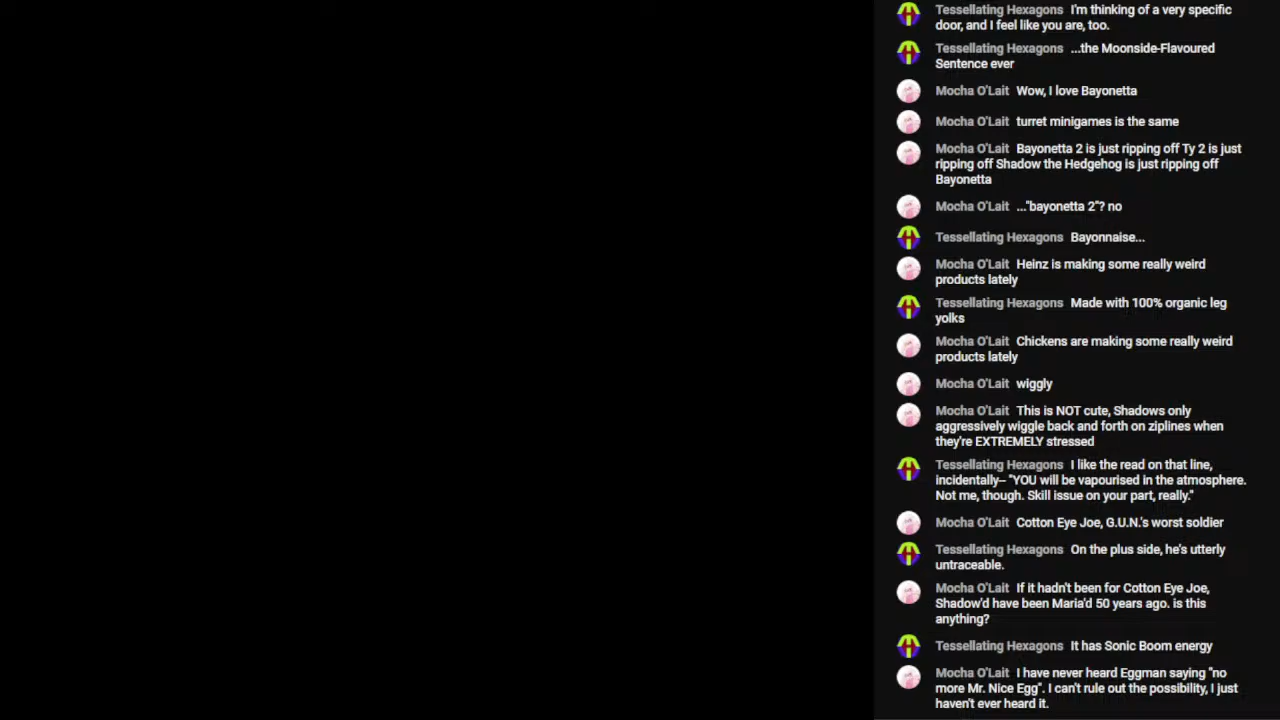 Tessellating Hexagons I'm thinking of a very specific
door, and I feel like you are, too.
Tessellating Hexagons ...the Moonside-Flavoured
Sentence ever
Mocha O'Lait Wow, I love Bayonetta
Mocha O'Lait turret minigames is the same
Mocha O'Lait Bayonetta 2 is just ripping off Ty 2 is just
ripping off Shadow the Hedgehog is just ripping off
Bayonetta
Mocha O'Lait ..."bayonetta 2"? no
Tessellating Hexagons Bayonnaise...
Mocha O'Lait Heinz is making some really weird
products lately
Tessellating Hexagons Made with 100% organic leg
yolks
Mocha O'Lait Chickens are making some really weird
products lately
Mocha O'Lait wiggly
Mocha O'Lait This is NOT cute, Shadows only
aggressively wiggle back and forth on ziplines when
they're EXTREMELY stressed
Tessellating Hexagons I like the read on that line,
incidentally-- "YOU will be vapourised in the atmosphere.
Not me, though. Skill issue on your part, really."
Mocha O'Lait Cotton Eye Joe, G.U.N.'s worst soldier
Tessellating Hexagons On the plus side, he's utterly
untraceable.
Mocha O'Lait If it hadn't been for Cotton Eye Joe,
Shadow'd have been Maria'd 50 years ago. is this
anything?
Tessellating Hexagons It has Sonic Boom energy
Mocha O'Lait I have never heard Eggman saying "no
more Mr. Nice Egg". I can't rule out the possibility, I just
haven't ever heard it.